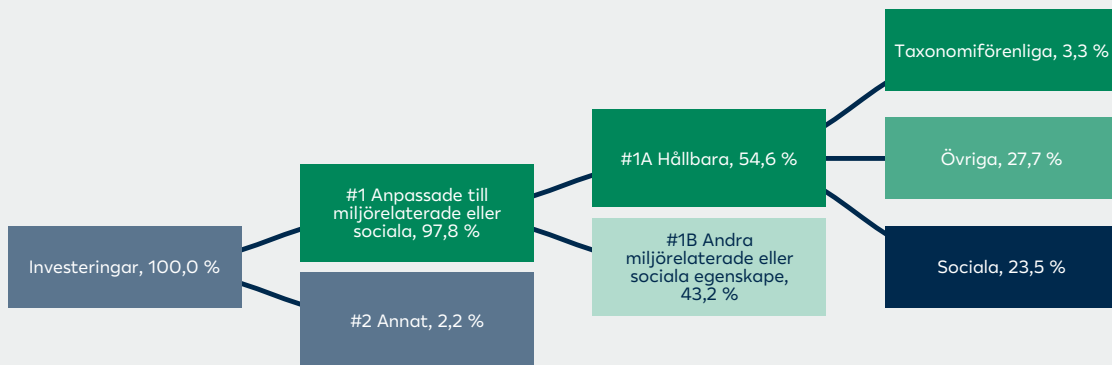 Investeringar, 100,0 %
#1 Anpassade till
miljörelaterade eller
sociala, 97,8 %
#2 Annat, 2,2 %
#1A Hållbara, 54,6 %
#1B Andra
miljörelaterade eller
sociala egenskape,
43,2 %
Taxonomiförenliga, 3,3 %
Övriga, 27,7 %
Sociala, 23,5 %